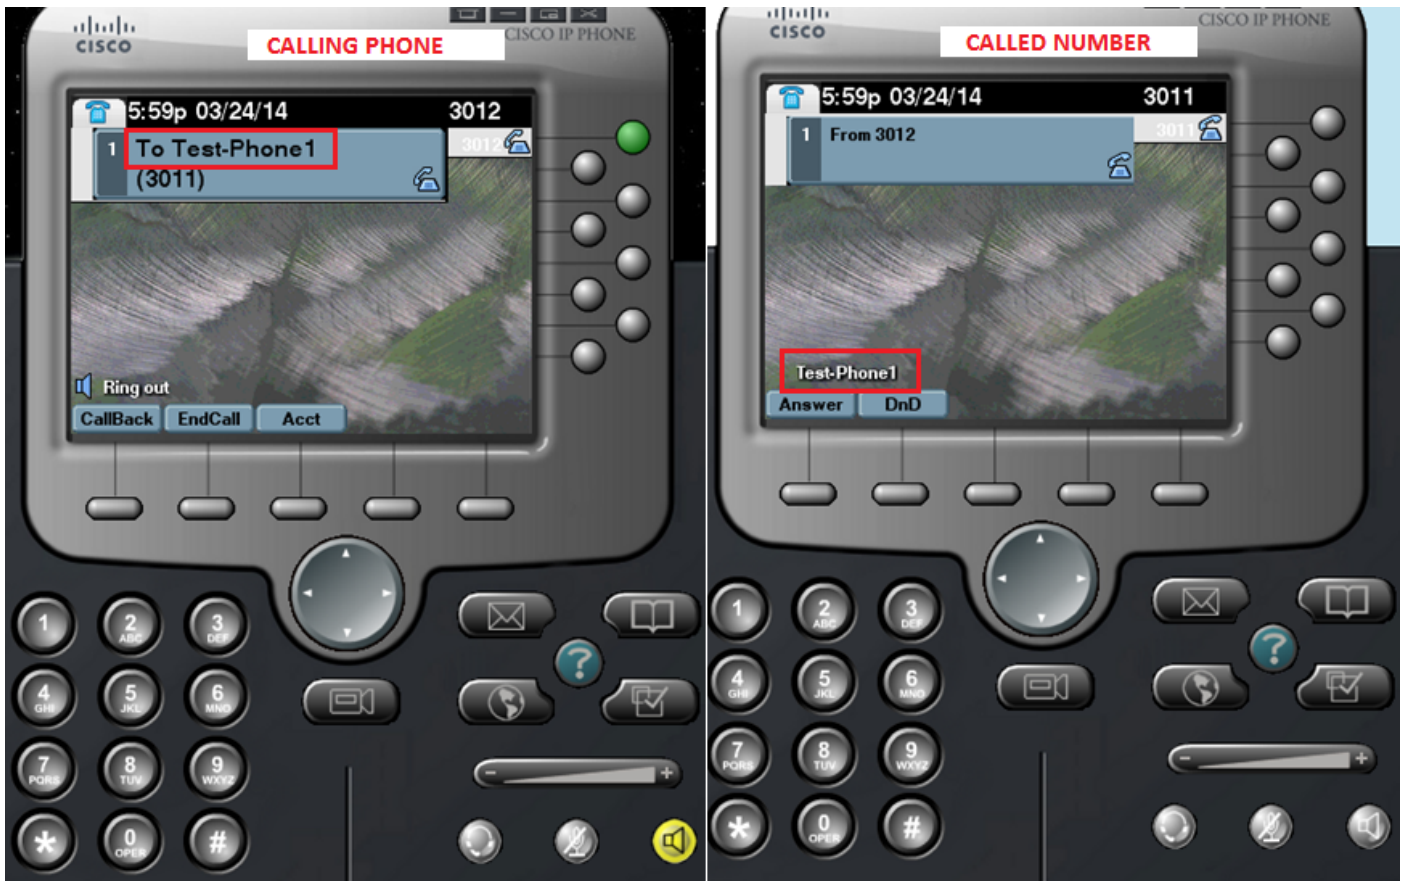 CISCO
CALLING PHONE
CISCO IP PHONE
5:59p 03/24/14
3012
1
To Test-Phone1
(3011)
3012
Ring out
CallBack
EndCall
Acct
1
2
ABC
3
DEF
4
GHI
5
JKL
6
MNO
7
PQRS
8
TUV
9
WXYZ
*
0
OPER
#
?
-
+
CISCO
CALLED NUMBER
CISCO IP PHONE
5:59p 03/24/14
3011
1
From 3012
3011
Test-Phone1
Answer
DnD
1
2
ABC
3
DEF
4
GHI
5
JKL
6
MNO
7
PQRS
8
TUV
9
WXYZ
*
0
OPER
#
?
-
+